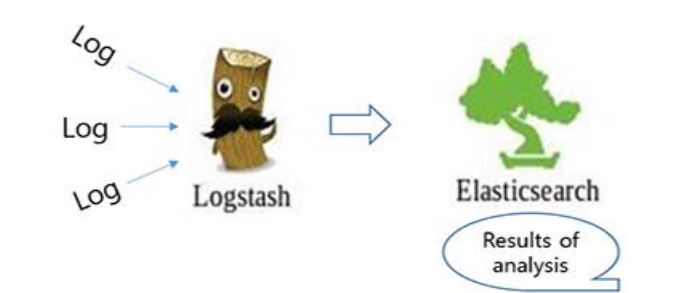 Log
Log
Log
Logstash
Elasticsearch
Results of
analysis